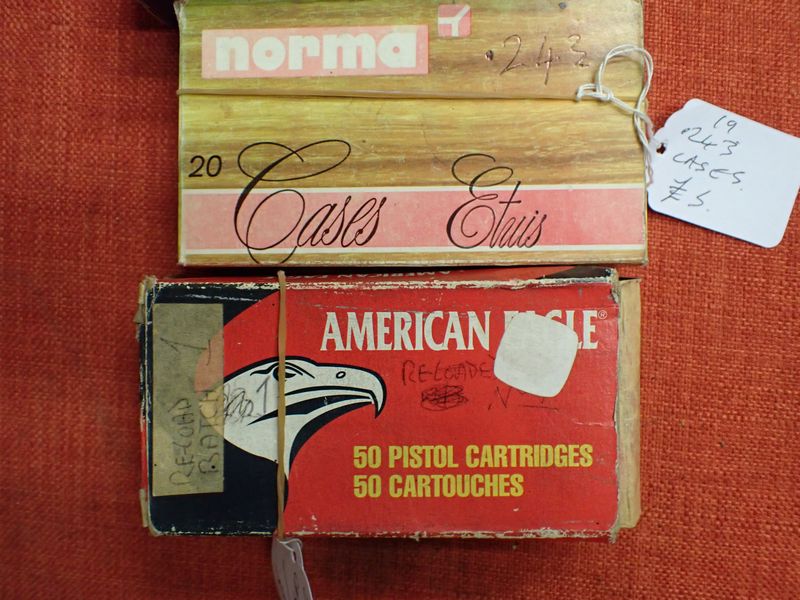 norma
.243
20 Cases Etuis
19
.243
CASES.
£5.
AMERICAN
AMERICAN EAGLE®
RELOADED
50 PISTOL CARTRIDGES
50 CARTOUCHES
RELOAD
BATCH 1